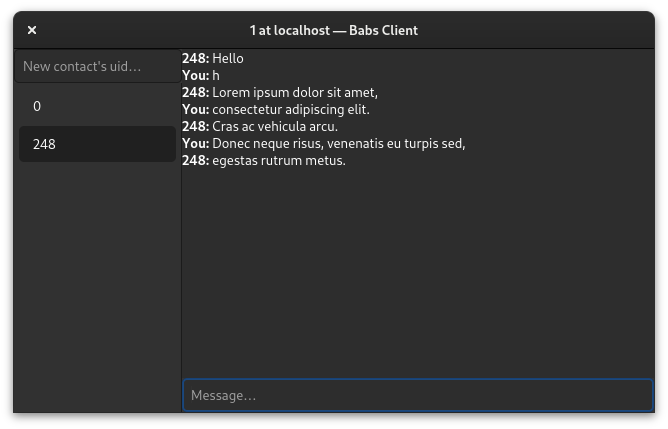 1 at localhost — Babs Client
New contact's uid…
0
248
248: Hello
You: h
248: Lorem ipsum dolor sit amet,
You: consectetur adipiscing elit.
248: Cras ac vehicula arcu.
You: Donec neque risus, venenatis eu turpis sed,
248: egestas rutrum metus.
Message…